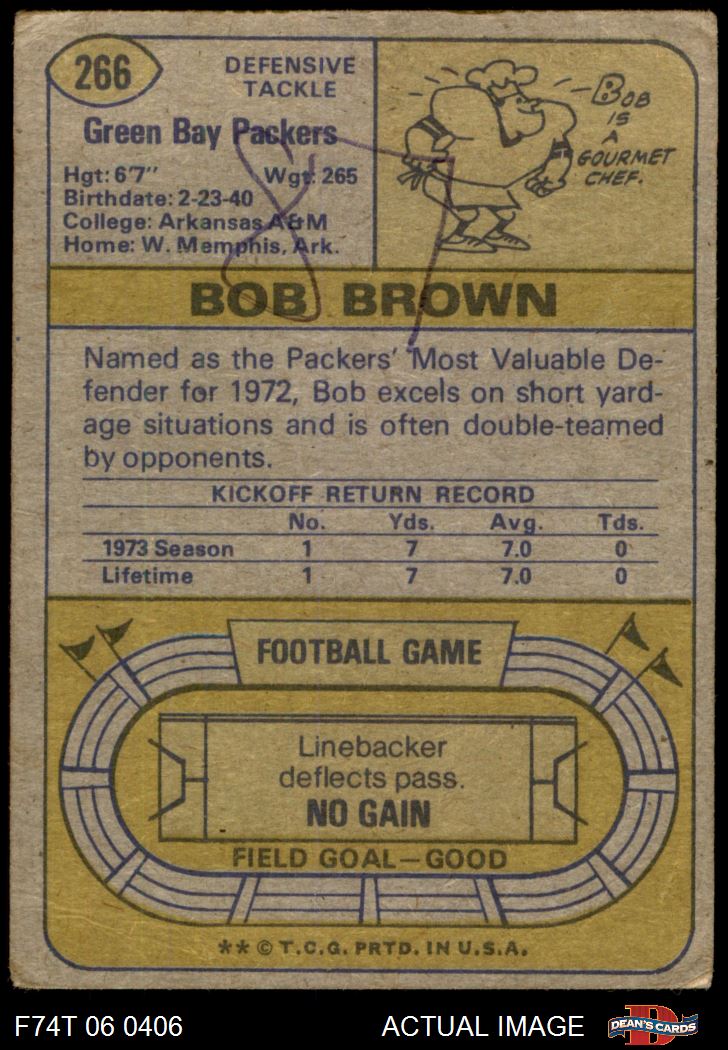 266
DEFENSIVE
TACKLE
Green Bay Packers
Hgt: 6'7" Wgt: 265
Birthdate: 2-23-40
College: Arkansas A&M
Home: W. Memphis, Ark.
BOB
IS
A
GOURMET
CHEF.
87
BOB BROWN
Named as the Packers' Most Valuable De-
fender for 1972, Bob excels on short yard-
age situations and is often double-teamed
by opponents.
KICKOFF RETURN RECORD
No. Yds. Avg. Tds.
1973 Season 1 7 7.0 0
Lifetime 1 7 7.0 0
FOOTBALL GAME
Linebacker
deflects pass.
NO GAIN
FIELD GOAL—GOOD
** © T.C.G. PRTD. IN U.S.A.
F74T 06 0406 ACTUAL IMAGE
DEAN'S CARDS